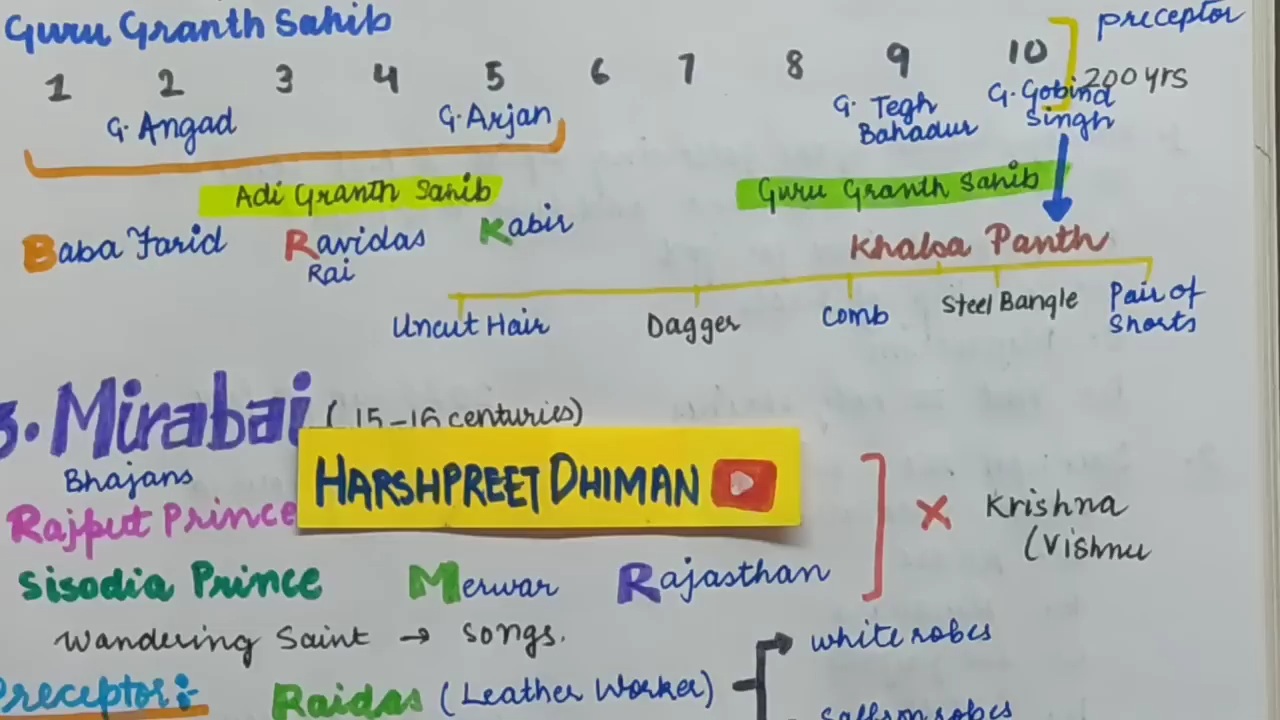 Guru Granth Sahib
preceptor
1 2 3 4 5 6 7 8 9 10
200 yrs
G. Angad G. Arjan G. Tegh Bahadur G. Gobind Singh
Adi Granth Sahib Guru Granth Sahib
Baba Farid Ravidas Kabir Khalsa Panth
Rai
Uncut Hair Dagger Comb Steel Bangle Pair of Shorts
3. Mirabai (15-16 centuries)
Bhajans
HARSHPREET DHIMAN
Rajput Prince
× Krishna
(Vishnu
Sisodia Prince Merwar Rajasthan
Wandering Saint → songs.
white robes
Preceptor:- Raidas (Leather Worker)
saffron robes